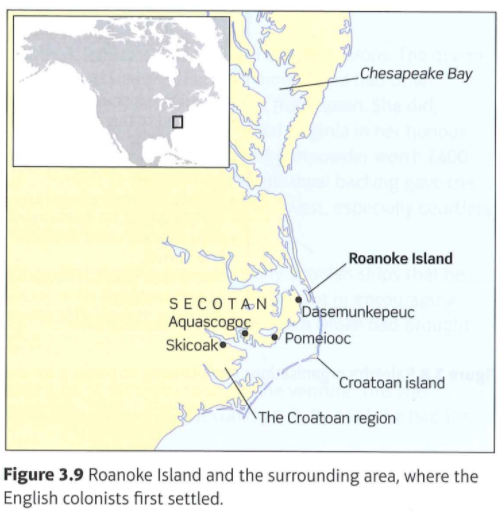 Chesapeake Bay
Roanoke Island
SECOTAN
Dasemunkepeuc
Aquascogoc
Pomeiooc
Skicoak
Croatoan island
The Croatoan region
Figure 3.9 Roanoke Island and the surrounding area, where the
English colonists first settled.